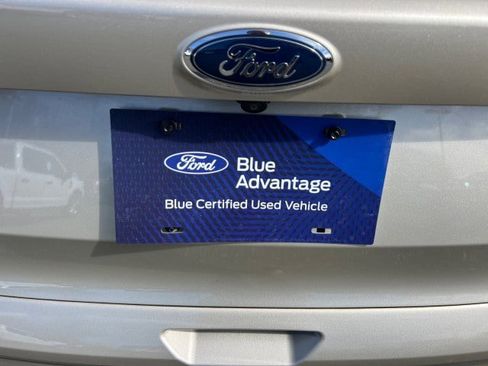 Ford
Ford
Blue
Advantage
Blue Certified Used Vehicle